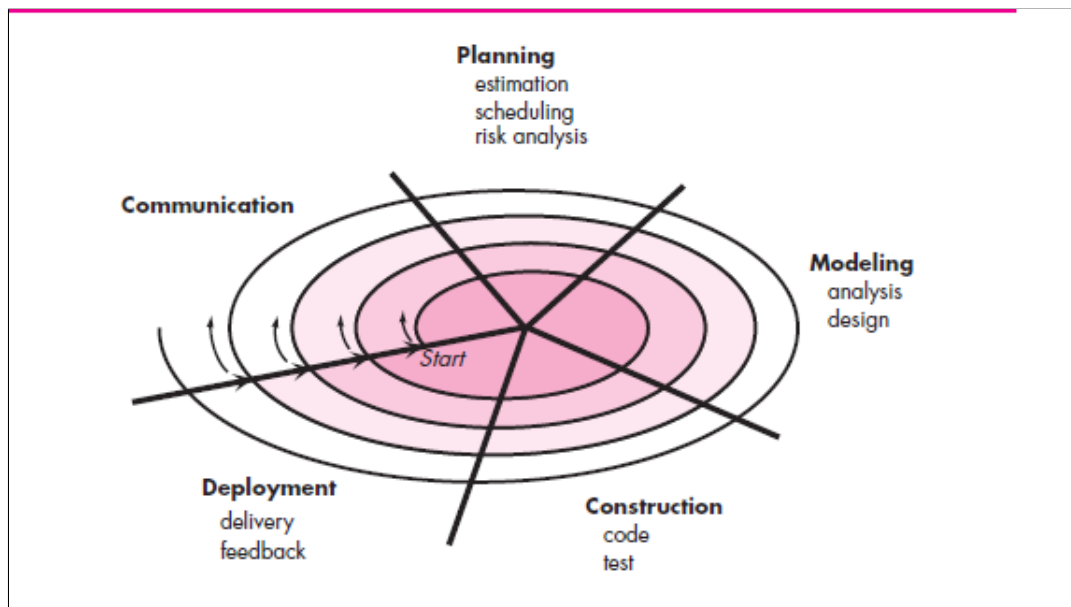 Planning
estimation
scheduling
risk analysis
Communication
Modeling
analysis
design
Start
Deployment
delivery
feedback
Construction
code
test